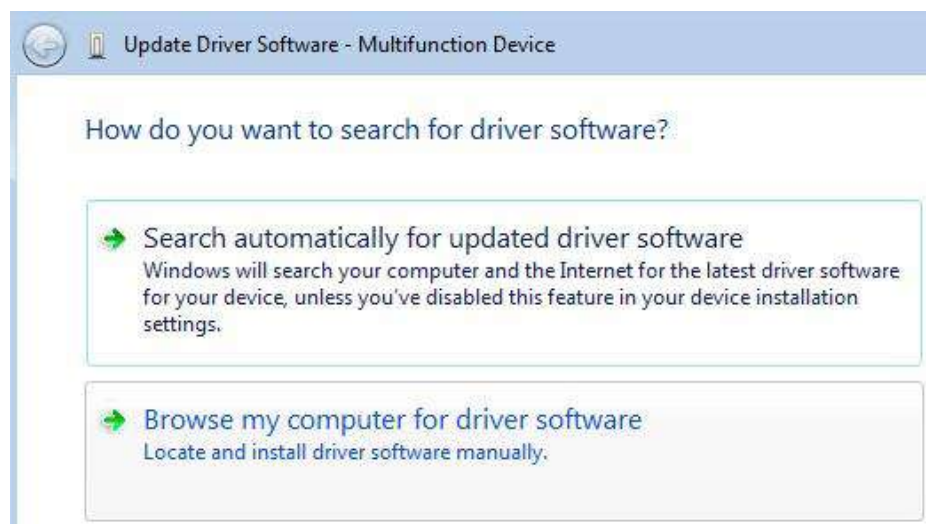 Update Driver Software - Multifunction Device
How do you want to search for driver software?
Search automatically for updated driver software
Windows will search your computer and the Internet for the latest driver software
for your device, unless you've disabled this feature in your device installation
settings.
Browse my computer for driver software
Locate and install driver software manually.